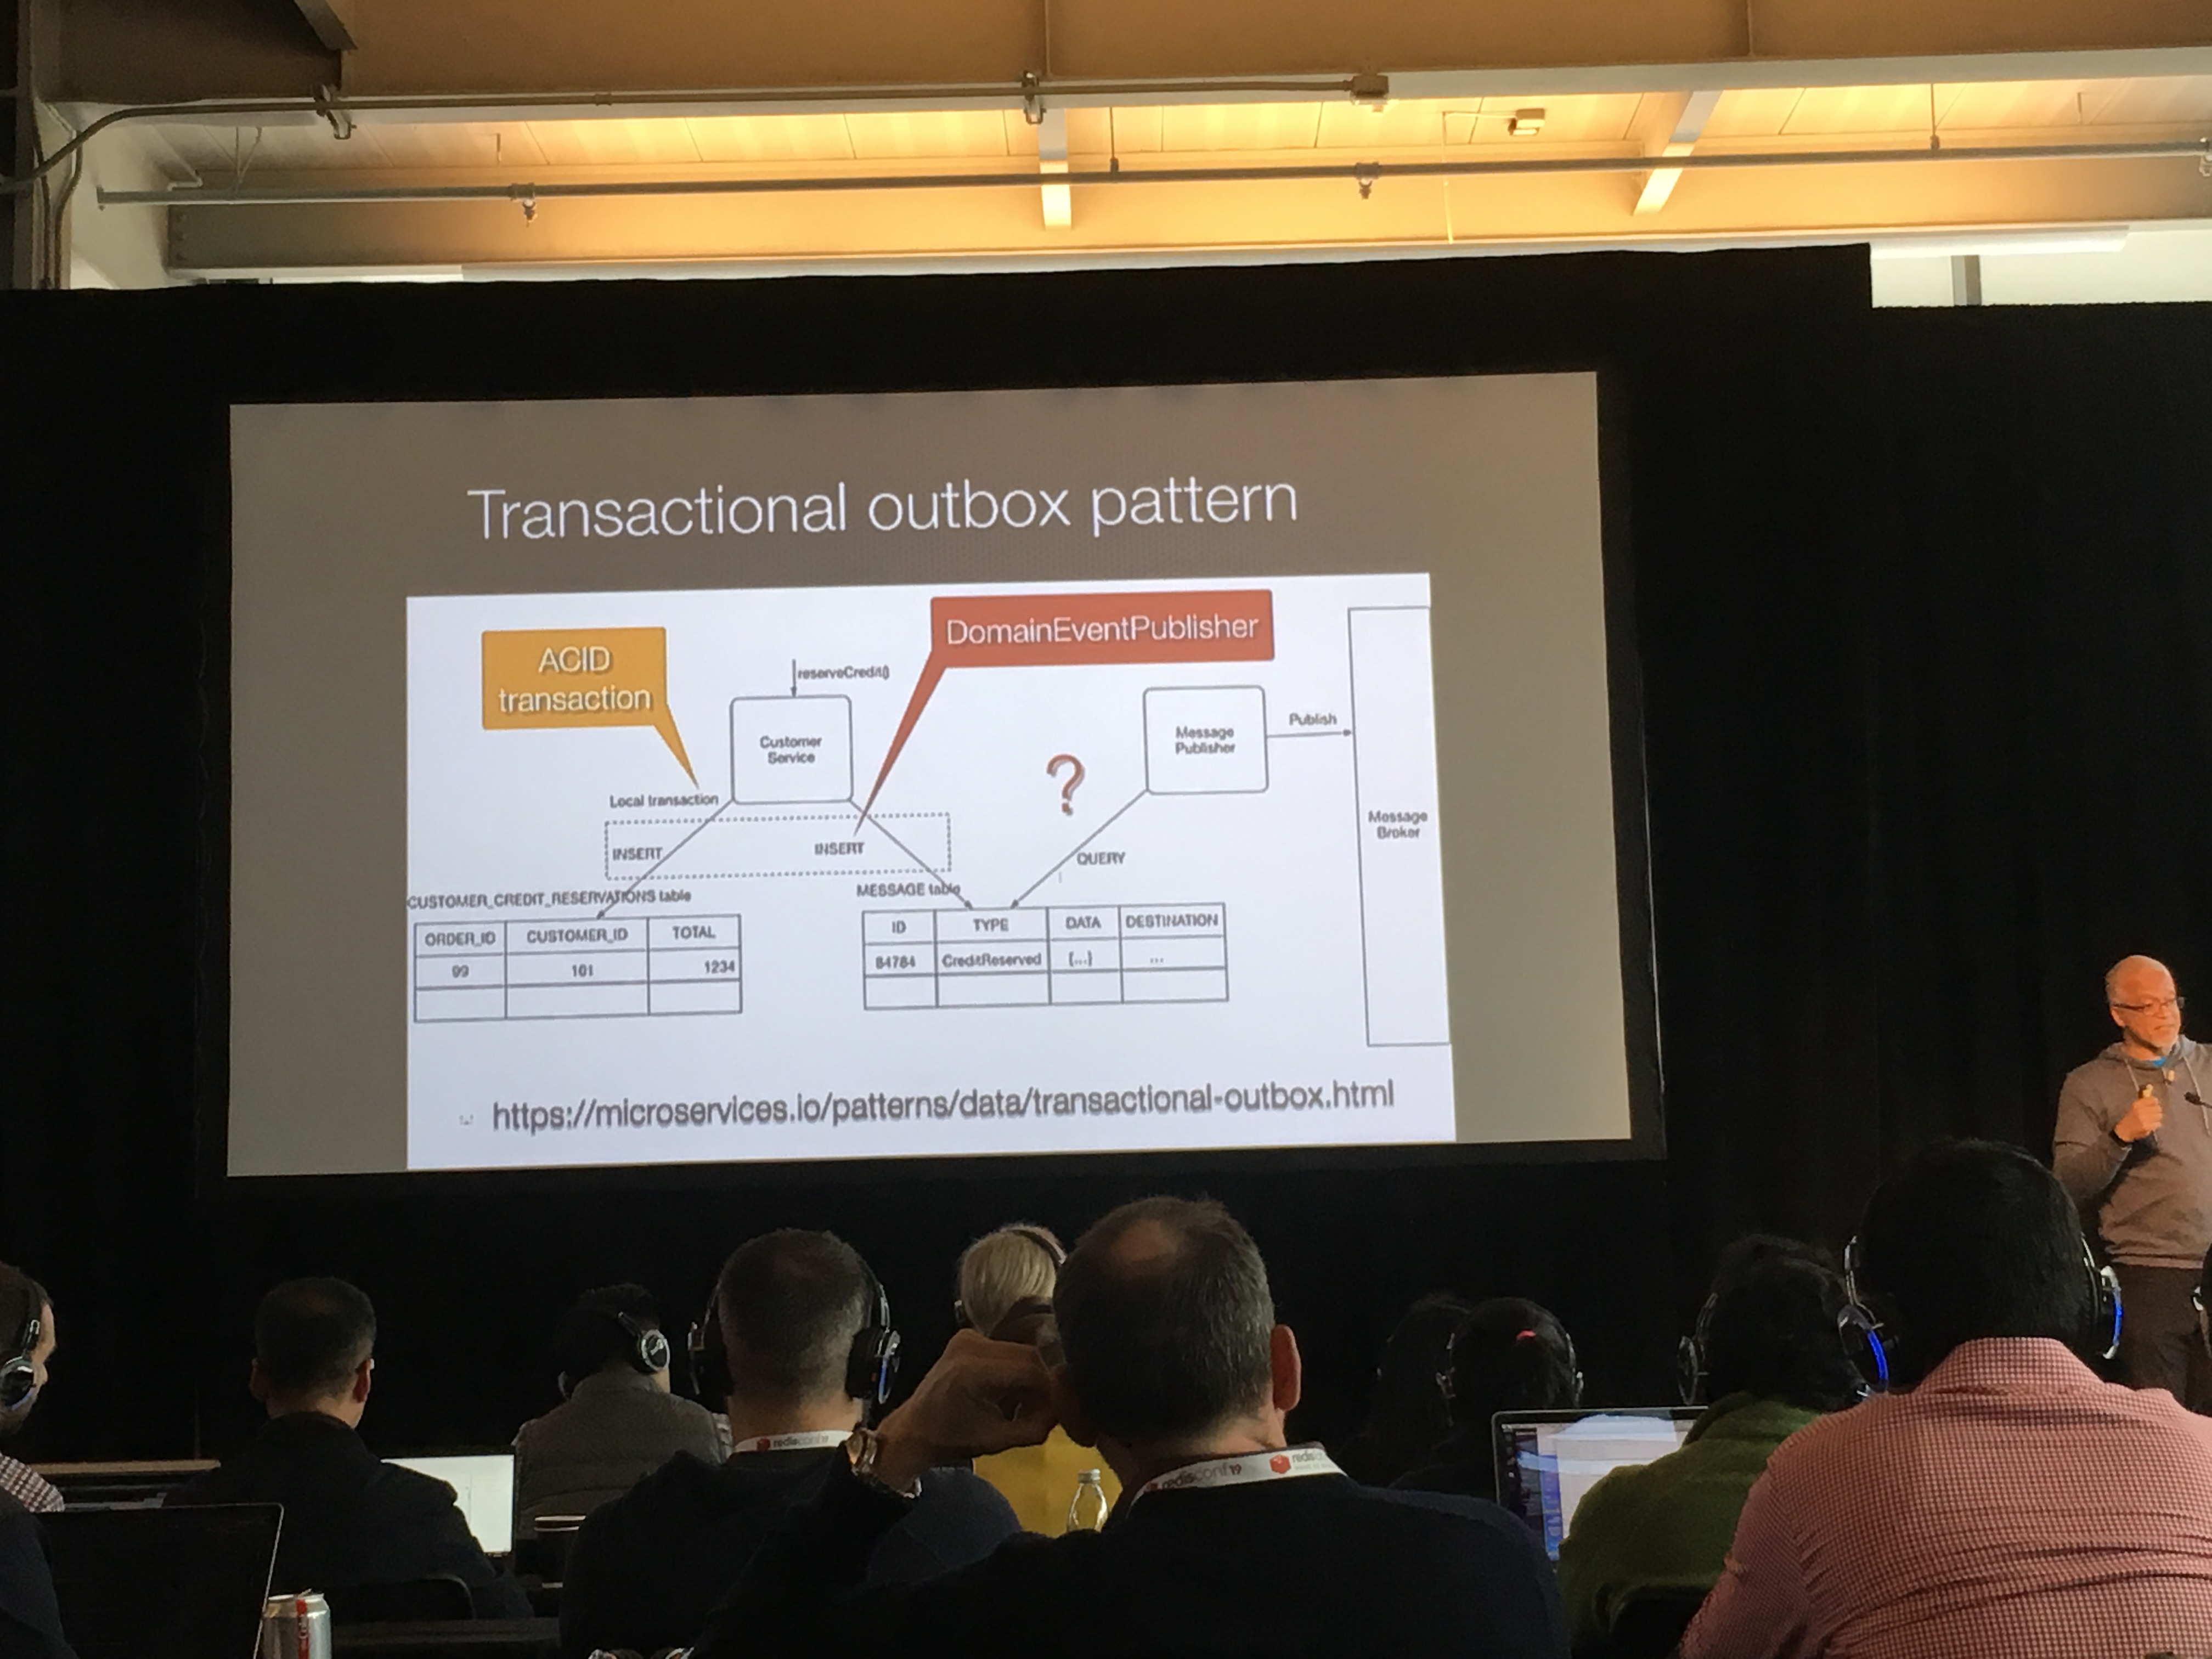 Transactional outbox pattern
ACID
transaction
DomainEventPublisher
reserveCredit()
Customer
Service
Message
Publisher
Publish
?
Message
Broker
Local transaction
INSERT
INSERT
QUERY
CUSTOMER_CREDIT_RESERVATIONS table
MESSAGE table
ORDER_ID CUSTOMER_ID TOTAL
99 101 1234
ID TYPE DATA DESTINATION
84784 CreditReserved {...} ...
https://microservices.io/patterns/data/transactional-outbox.html
redisconf19
redisconf19